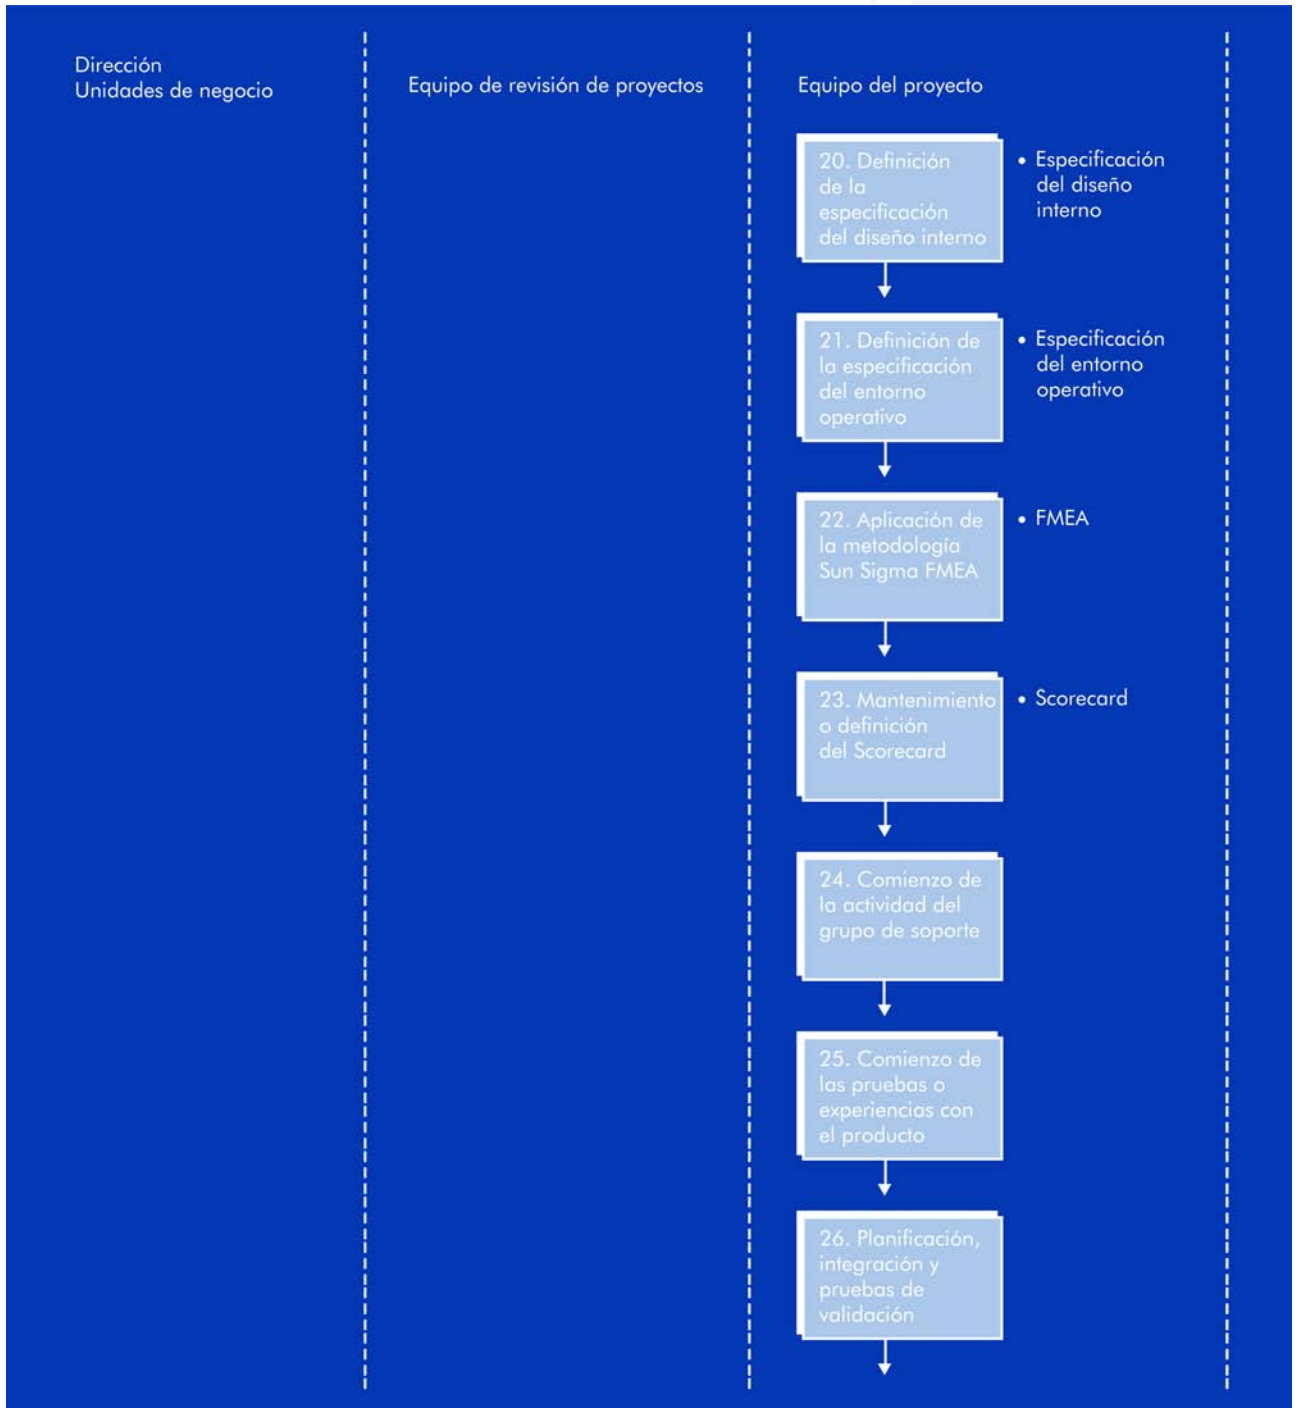 Dirección
Unidades de negocio
Equipo de revisión de proyectos
Equipo del proyecto
20. Definición
de la
especificación
del diseño interno
• Especificación
del diseño
interno
21. Definición de
la especificación
del entorno
operativo
• Especificación
del entorno
operativo
22. Aplicación de
la metodología
Sun Sigma FMEA
• FMEA
23. Mantenimiento
o definición
del Scorecard
• Scorecard
24. Comienzo de
la actividad del
grupo de soporte
25. Comienzo de
las pruebas o
experiencias con
el producto
26. Planificación,
integración y
pruebas de
validación